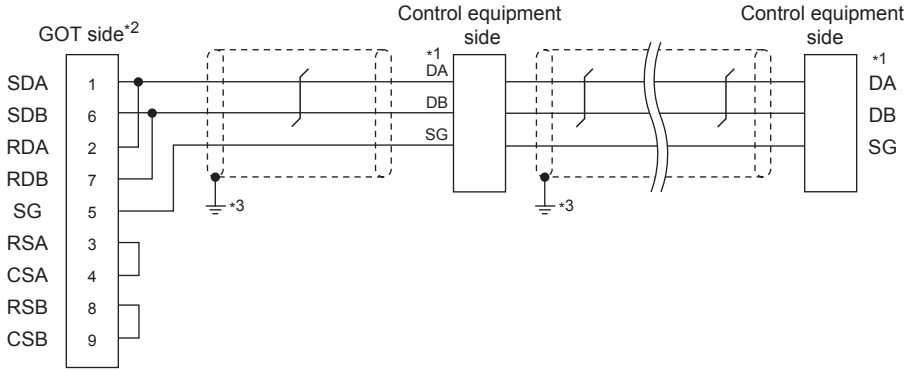 GOT side*2
Control equipment
side
Control equipment
side
*1
DA
DB
SG
*1
DA
DB
SG
SDA 1
SDB 6
RDA 2
RDB 7
SG 5
RSA 3
CSA 4
RSB 8
CSB 9
*3
*3